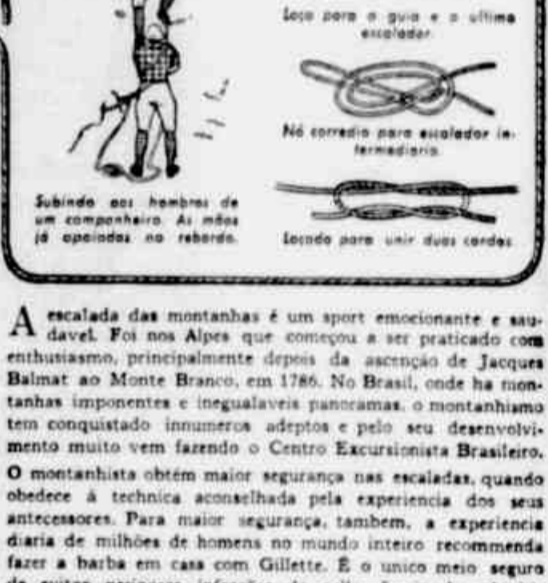 Laço para o guia e o ultimo
escalador.
Nó corredio para escalador in-
termediario.
Subindo aos hombros de
um companheiro. As mãos
já apoiadas no rebordo.
Laçada para unir duas cordas
A escalada das montanhas é um sport emocionante e sau-
davel. Foi nos Alpes que começou a ser praticado com
enthusiasmo, principalmente depois da ascenção de Jacques
Balmat ao Monte Branco, em 1786. No Brasil, onde ha mon-
tanhas imponentes e inegualaveis panoramas, o montanhismo
tem conquistado innumeros adeptos e pelo seu desenvolvi-
mento muito vem fazendo o Centro Excursionista Brasileiro.
O montanhista obtém maior segurança nas escaladas, quando
obedece á technica aconselhada pela experiencia dos seus
antecessores. Para maior segurança, tambem, a experiencia
diaria de milhões de homens no mundo inteiro recommenda
fazer a barba em casa com Gillette. É o unico meio seguro